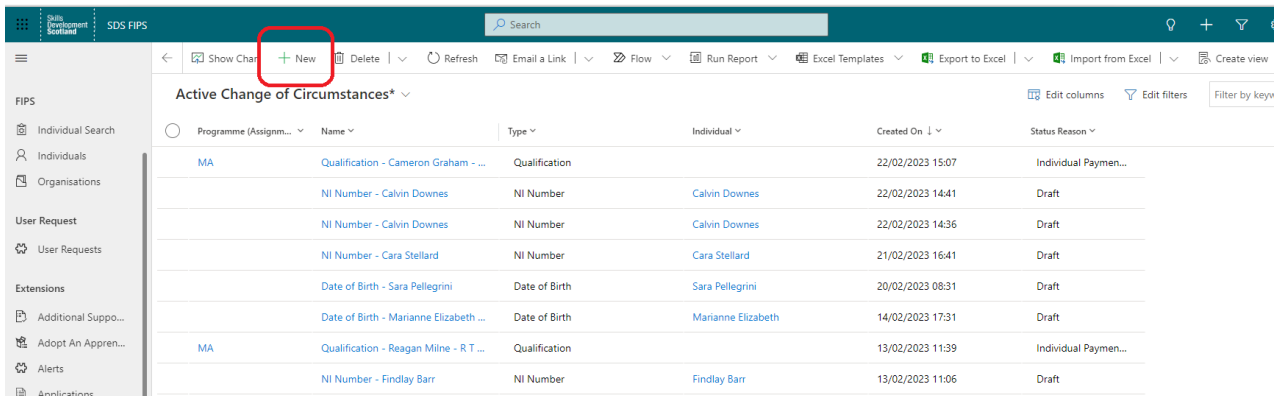 Skills
Development
Scotland
SDS FIPS
Search
Show Char
New
Delete
Refresh
Email a Link
Flow
Run Report
Excel Templates
Export to Excel
Import from Excel
Create view
FIPS
Individual Search
Individuals
Organisations
User Request
User Requests
Extensions
Additional Suppo...
Adopt An Appren...
Alerts
Applications
Active Change of Circumstances*
Edit columns
Edit filters
Filter by keyw
Programme (Assignm... Name Type Individual Created On ↓ Status Reason
MA Qualification - Cameron Graham - ... Qualification 22/02/2023 15:07 Individual Paymen...
NI Number - Calvin Downes NI Number Calvin Downes 22/02/2023 14:41 Draft
NI Number - Calvin Downes NI Number Calvin Downes 22/02/2023 14:36 Draft
NI Number - Cara Stellard NI Number Cara Stellard 21/02/2023 16:41 Draft
Date of Birth - Sara Pellegrini Date of Birth Sara Pellegrini 20/02/2023 08:31 Draft
Date of Birth - Marianne Elizabeth ... Date of Birth Marianne Elizabeth 14/02/2023 17:31 Draft
MA Qualification - Reagan Milne - R T ... Qualification 13/02/2023 11:39 Individual Paymen...
NI Number - Findlay Barr NI Number Findlay Barr 13/02/2023 11:06 Draft